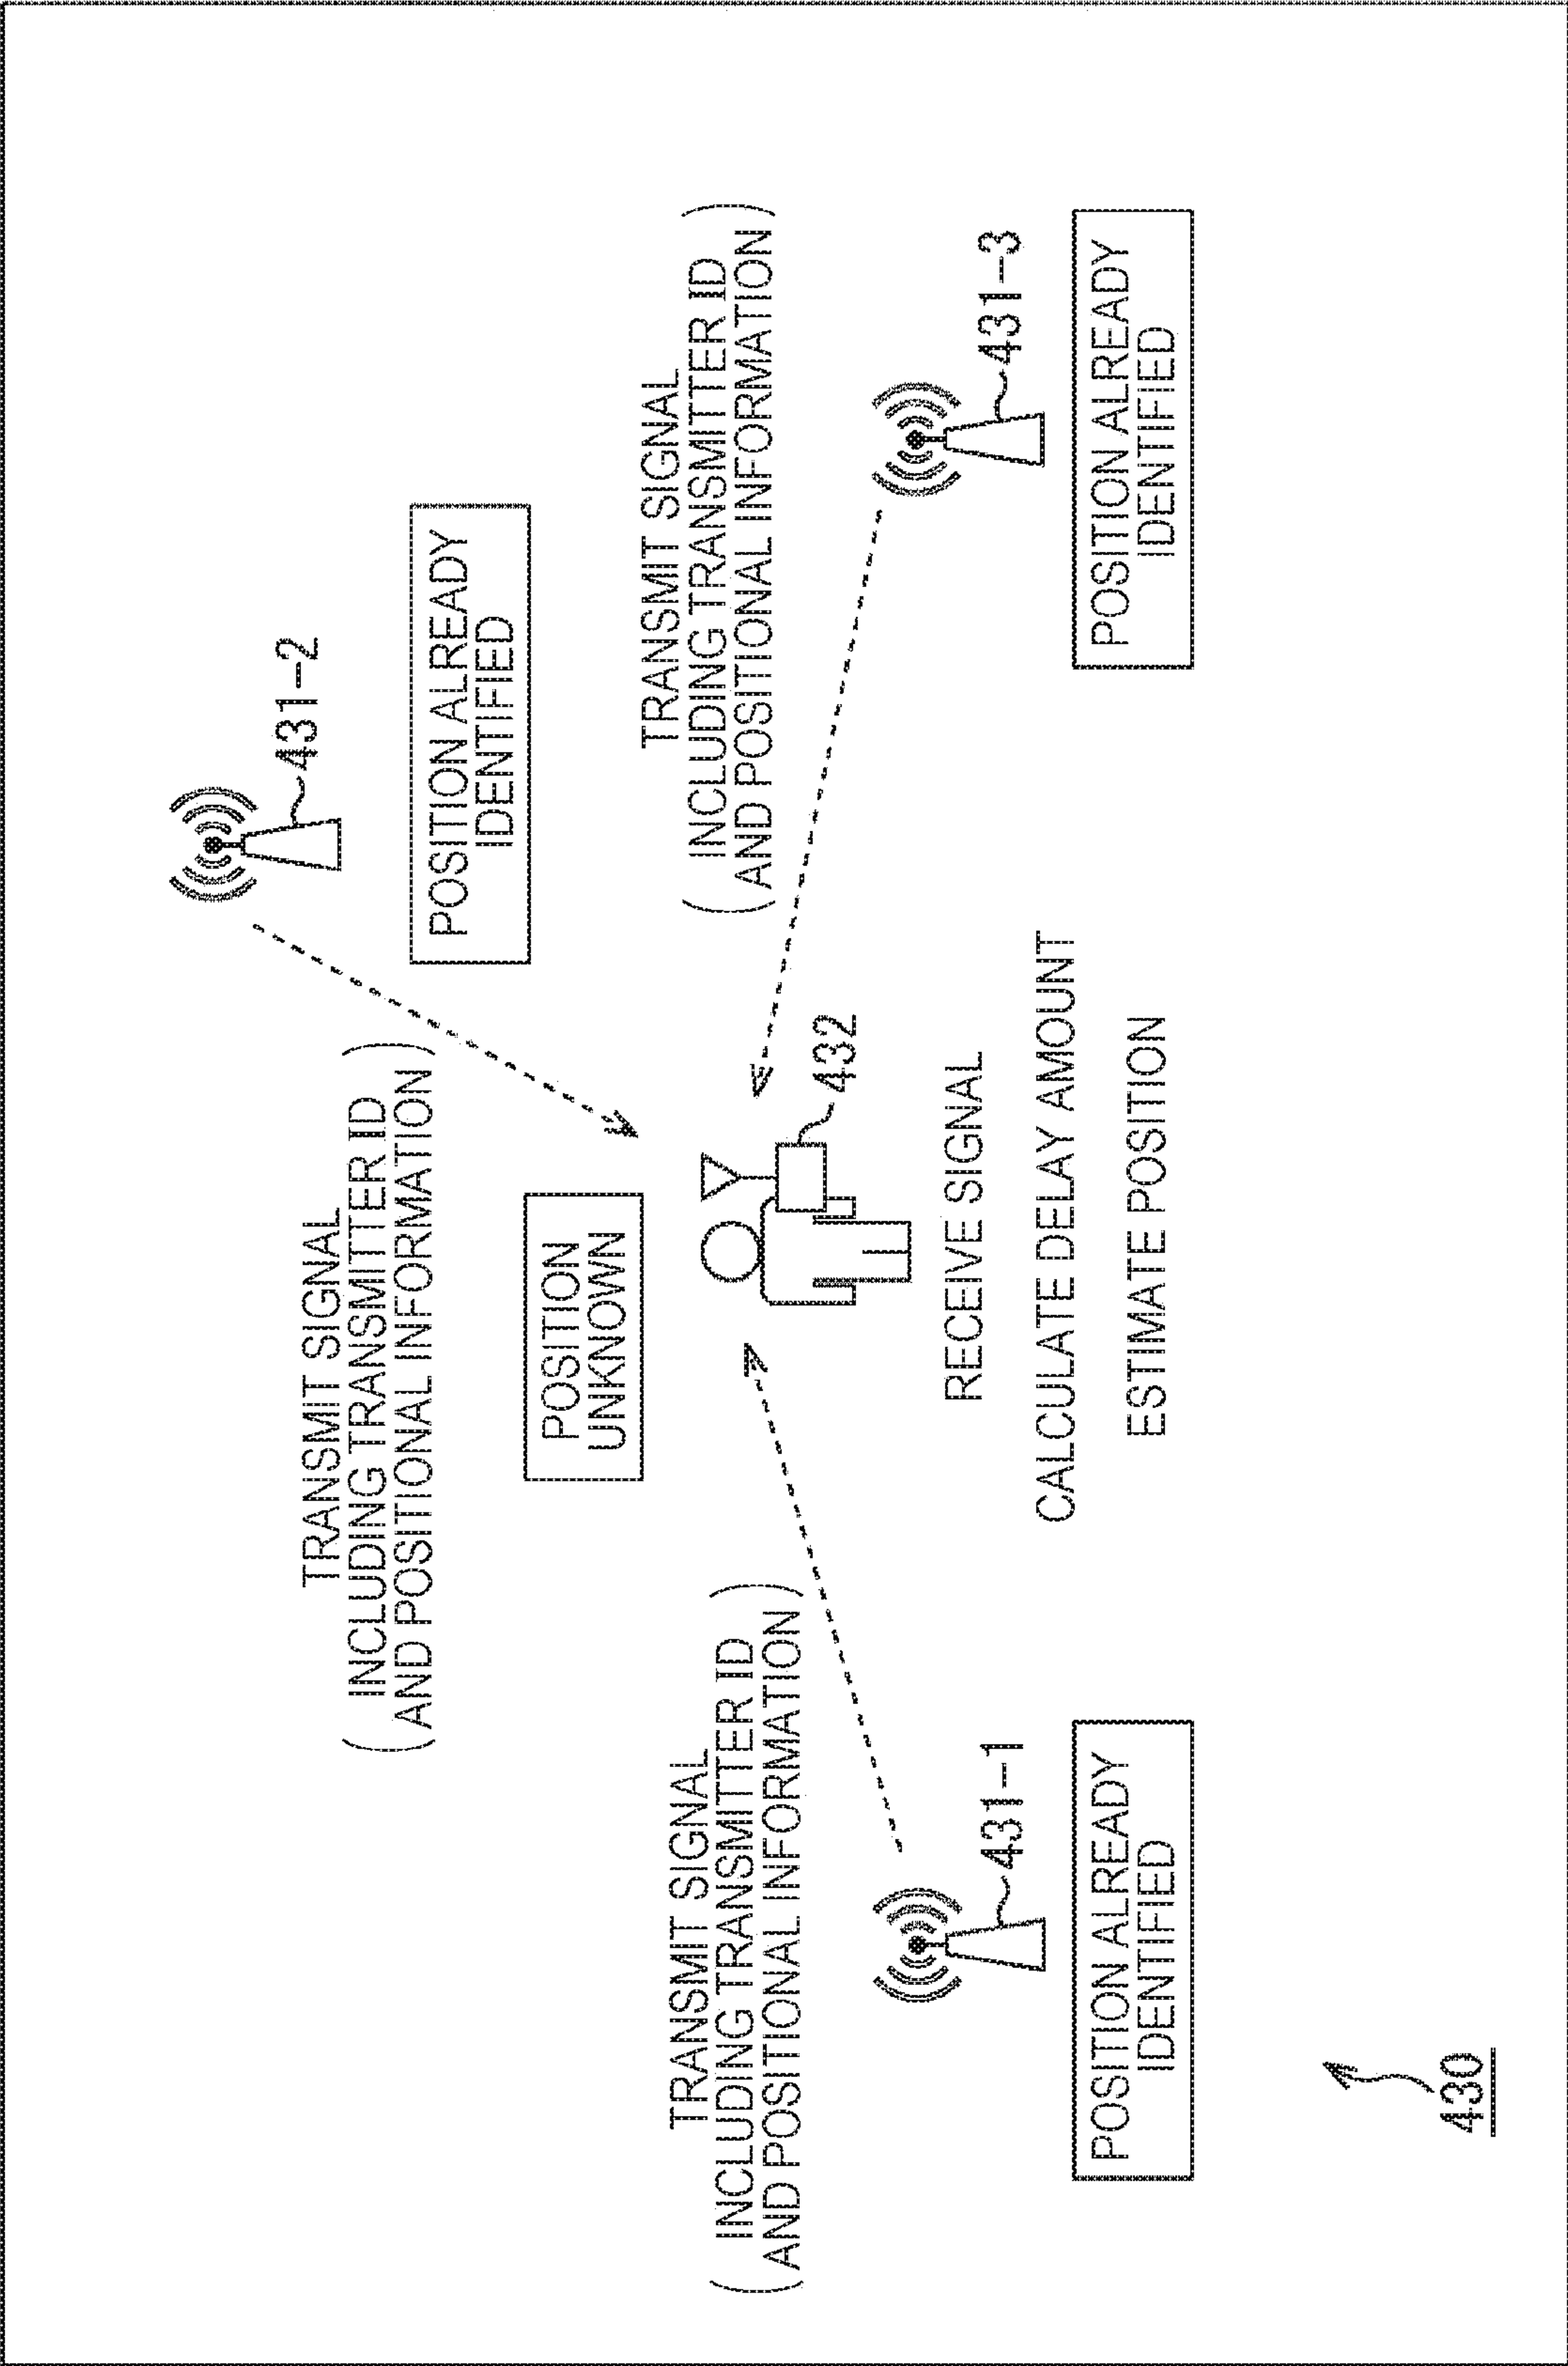 431-2
POSITION ALREADY
IDENTIFIED
TRANSMIT SIGNAL
( INCLUDING TRANSMITTER ID
AND POSITIONAL INFORMATION )
TRANSMIT SIGNAL
( INCLUDING TRANSMITTER ID
AND POSITIONAL INFORMATION )
TRANSMIT SIGNAL
( INCLUDING TRANSMITTER ID
AND POSITIONAL INFORMATION )
POSITION
UNKNOWN
432
431-1
POSITION ALREADY
IDENTIFIED
RECEIVE SIGNAL
CALCULATE DELAY AMOUNT
ESTIMATE POSITION
431-3
POSITION ALREADY
IDENTIFIED
430